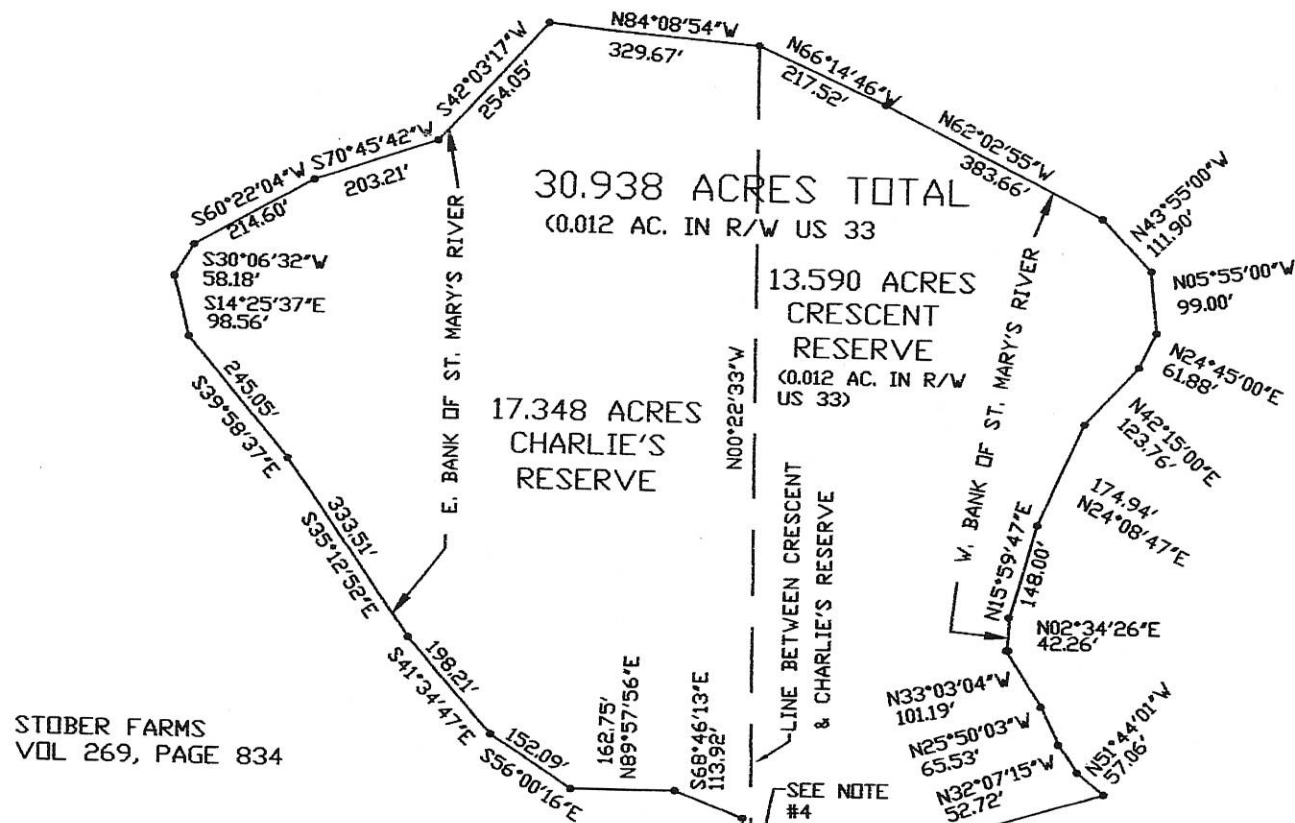 N84°08'54"W
329.67'
N66°14'46"W
217.52'
S42°03'17"W
254.05'
N62°02'55"W
383.66'
S70°45'42"W
203.21'
S60°22'04"W
214.60'
30.938 ACRES TOTAL
(0.012 AC. IN R/W US 33
N43°55'00"W
111.90'
S30°06'32"W
58.18'
S14°25'37"E
98.56'
E. BANK OF ST. MARY'S RIVER
13.590 ACRES
CRESCENT
RESERVE
(0.012 AC. IN R/W
US 33)
N05°55'00"W
99.00'
N24°45'00"E
61.88'
W. BANK OF ST. MARY'S RIVER
N00°22'33"W
245.05'
S39°58'37"E
17.348 ACRES
CHARLIE'S
RESERVE
N42°15'00"E
123.76'
174.94'
N24°08'47"E
333.51'
S35°12'52"E
N15°59'47"E
148.00'
LINE BETWEEN CRESCENT
& CHARLIE'S RESERVE
N02°34'26"E
42.26'
198.21'
S41°34'47"E
N33°03'04"W
101.19'
162.75'
N89°57'56"E
S68°46'13"E
113.92'
STOBER FARMS
VOL 269, PAGE 834
N25°50'03"W
65.53'
N51°44'01"W
57.06'
152.09'
S56°00'16"E
N32°07'15"W
52.72'
SEE NOTE
#4